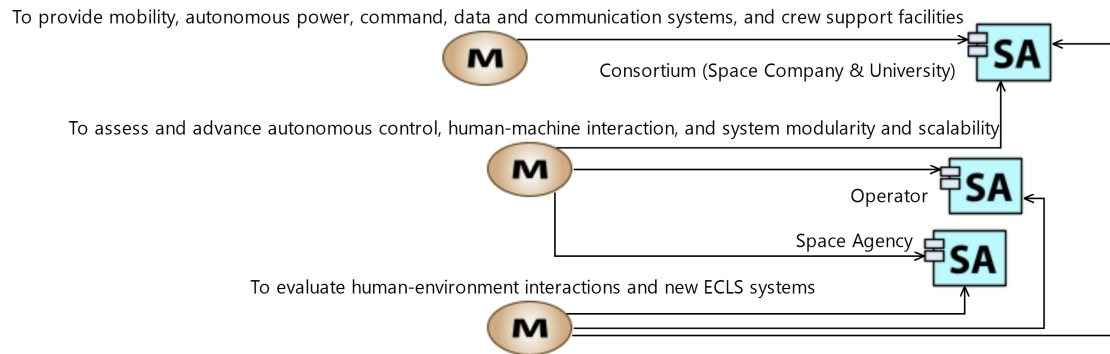 To provide mobility, autonomous power, command, data and communication systems, and crew support facilities
M
SA
Consortium (Space Company & University)
To assess and advance autonomous control, human-machine interaction, and system modularity and scalability
M
SA
Operator
Space Agency
SA
To evaluate human-environment interactions and new ECLS systems
M